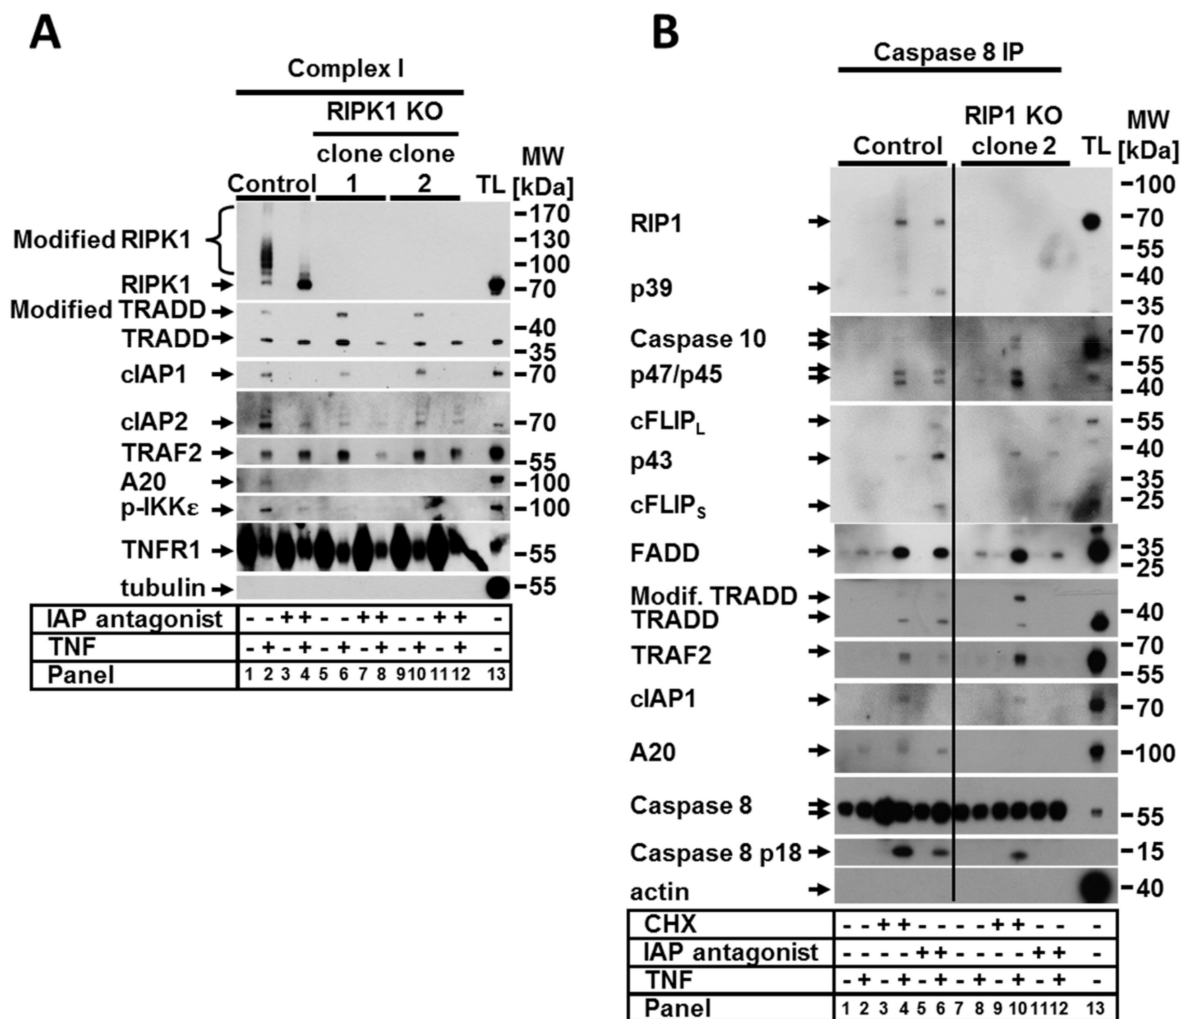 A
Complex I
RIPK1 KO
clone clone MW
Control 1 2 TL [kDa]
Modified RIPK1
-170
-130
-100
RIPK1
-70
Modified TRADD
-40
TRADD
-35
cIAP1 -70
cIAP2 -70
TRAF2 -55
A20 -100
p-IKKε -100
TNFR1 -55
tubulin -55
IAP antagonist - - + + - - + + - - + + -
TNF - + - + - + - + - + - + -
Panel 1 2 3 4 5 6 7 8 9 10 11 12 13
B
Caspase 8 IP
RIP1 KO MW
Control clone 2 TL [kDa]
-100
RIP1 -70
-55
-40
p39 -35
Caspase 10 -70
-55
p47/p45 -40
cFLIPL -55
p43 -40
-35
-25
cFLIPS
FADD -35
-25
Modif. TRADD
TRADD -40
TRAF2 -70
-55
cIAP1 -70
A20 -100
Caspase 8 -55
Caspase 8 p18 -15
actin -40
CHX - - + + - - - - + + - - -
IAP antagonist - - - - + + - - - - + + -
TNF - + - + - + - + - + - + -
Panel 1 2 3 4 5 6 7 8 9 10 11 12 13